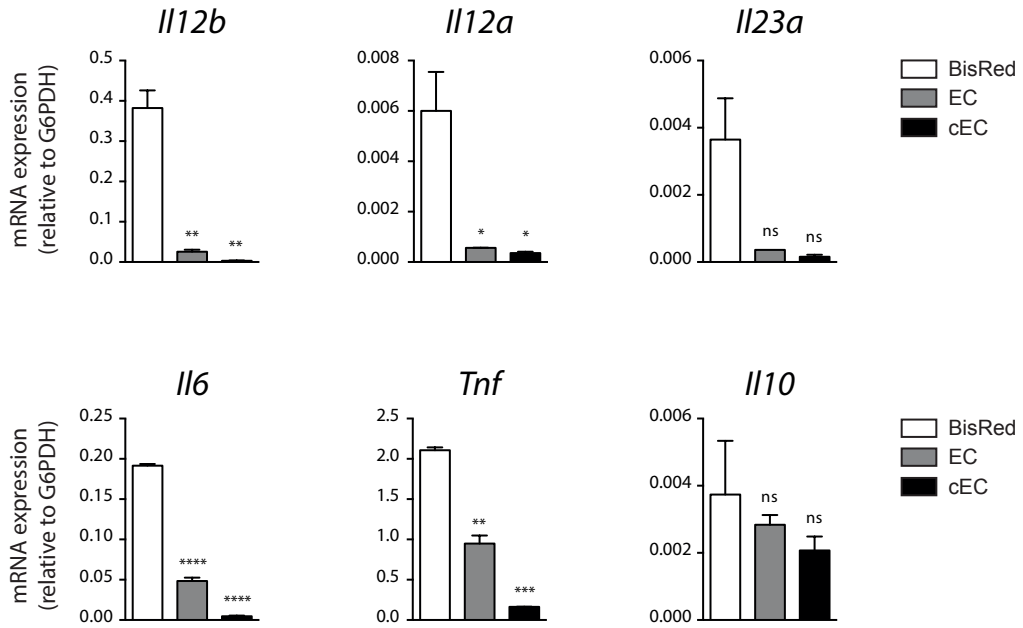 Il12b
Il12a
Il23a
mRNA expression
(relative to G6PDH)
0.5
0.4
0.3
0.2
0.1
0.0
**
**
0.008
0.006
0.004
0.002
0.000
*
*
0.006
0.004
0.002
0.000
ns
ns
BisRed
EC
cEC
Il6
Tnf
Il10
mRNA expression
(relative to G6PDH)
0.25
0.20
0.15
0.10
0.05
0.00
****
****
2.5
2.0
1.5
1.0
0.5
0.0
**
***
0.006
0.004
0.002
0.000
ns
ns
BisRed
EC
cEC